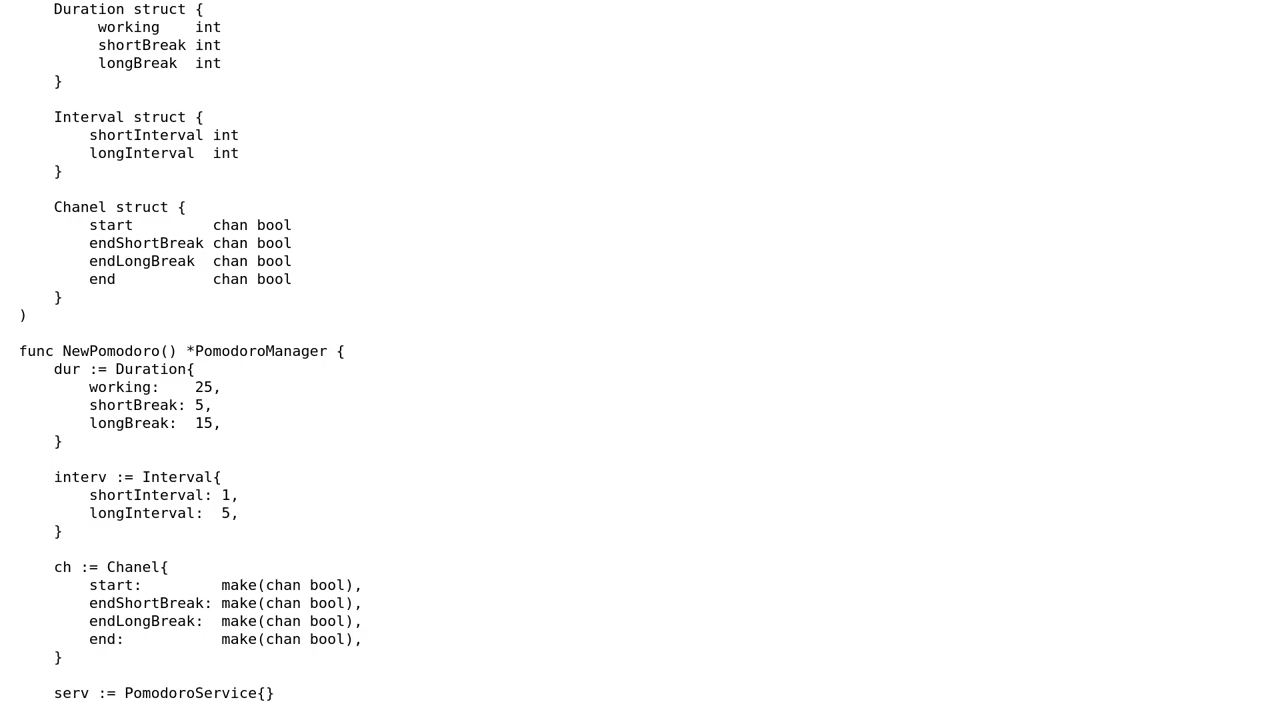 Duration struct {
         working    int
         shortBreak int
         longBreak  int
    }

    Interval struct {
        shortInterval int
        longInterval  int
    }

    Chanel struct {
        start         chan bool
        endShortBreak chan bool
        endLongBreak  chan bool
        end           chan bool
    }
)

func NewPomodoro() *PomodoroManager {
    dur := Duration{
        working:    25,
        shortBreak: 5,
        longBreak:  15,
    }

    interv := Interval{
        shortInterval: 1,
        longInterval:  5,
    }

    ch := Chanel{
        start:         make(chan bool),
        endShortBreak: make(chan bool),
        endLongBreak:  make(chan bool),
        end:           make(chan bool),
    }

    serv := PomodoroService{}